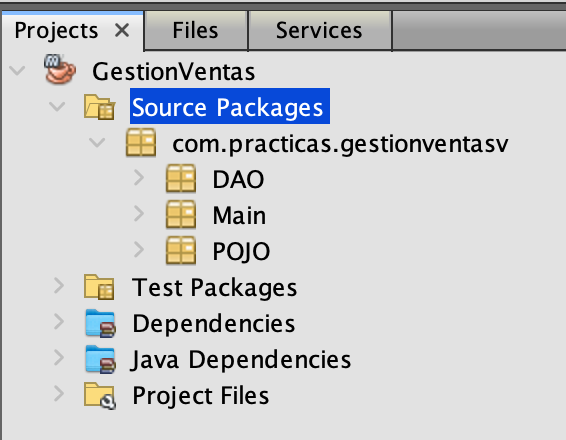 Projects Files Services
GestionVentas
Source Packages
com.practicas.gestionventasv
DAO
Main
POJO
Test Packages
Dependencies
Java Dependencies
Project Files